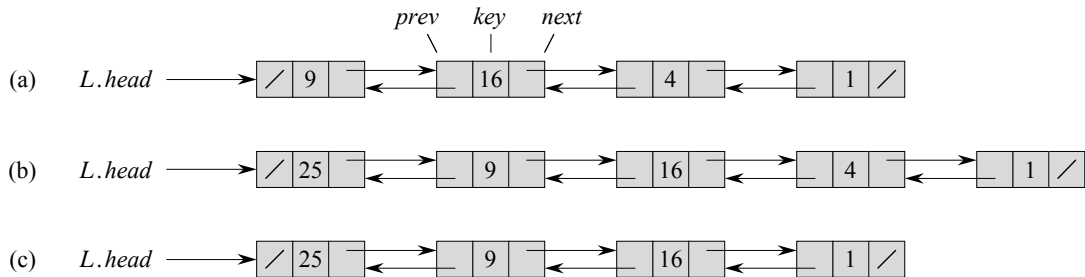 prev key next
(a) L.head / 9 16 4 1 /
(b) L.head / 25 9 16 4 1 /
(c) L.head / 25 9 16 1 /